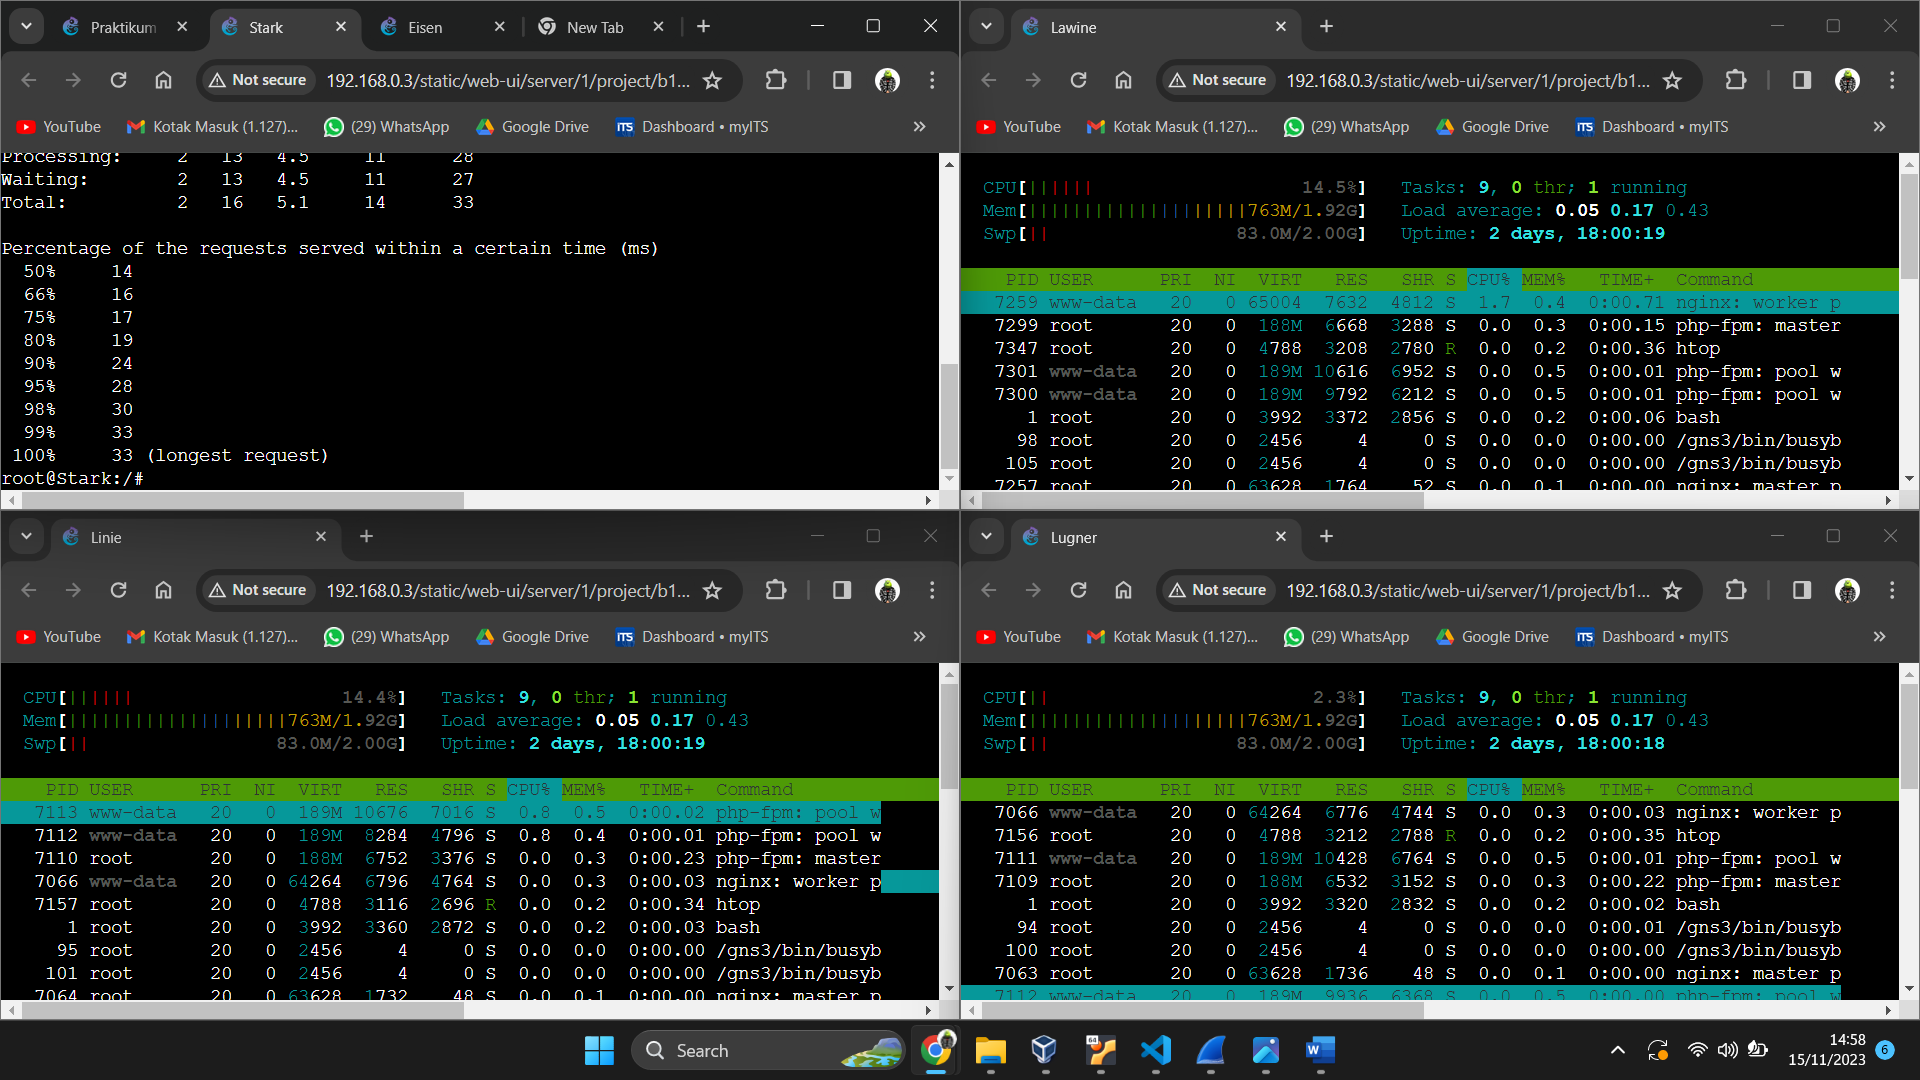 Praktikum
Stark
Eisen
New Tab
Not secure
192.168.0.3/static/web-ui/server/1/project/b1...
YouTube
Kotak Masuk (1.127)...
(29) WhatsApp
Google Drive
ITS Dashboard • myITS
Processing: 2 13 4.5 11 28
Waiting: 2 13 4.5 11 27
Total: 2 16 5.1 14 33
Percentage of the requests served within a certain time (ms)
50% 14
66% 16
75% 17
80% 19
90% 24
95% 28
98% 30
99% 33
100% 33 (longest request)
root@Stark:/#
Lawine
Not secure
192.168.0.3/static/web-ui/server/1/project/b1...
YouTube
Kotak Masuk (1.127)...
(29) WhatsApp
Google Drive
ITS Dashboard • myITS
CPU[|||||| 14.5%] Tasks: 9, 0 thr; 1 running
Mem[||||||||||||||||||||763M/1.92G] Load average: 0.05 0.17 0.43
Swp[|| 83.0M/2.00G] Uptime: 2 days, 18:00:19
PID USER PRI NI VIRT RES SHR S CPU% MEM% TIME+ Command
7259 www-data 20 0 65004 7632 4812 S 1.7 0.4 0:00.71 nginx: worker p
7299 root 20 0 188M 6668 3288 S 0.0 0.3 0:00.15 php-fpm: master
7347 root 20 0 4788 3208 2780 R 0.0 0.2 0:00.36 htop
7301 www-data 20 0 189M 10616 6952 S 0.0 0.5 0:00.01 php-fpm: pool w
7300 www-data 20 0 189M 9792 6212 S 0.0 0.5 0:00.01 php-fpm: pool w
1 root 20 0 3992 3372 2856 S 0.0 0.2 0:00.06 bash
98 root 20 0 2456 4 0 S 0.0 0.0 0:00.00 /gns3/bin/busyb
105 root 20 0 2456 4 0 S 0.0 0.0 0:00.00 /gns3/bin/busyb
7257 root 20 0 63628 1764 52 S 0.0 0.1 0:00.00 nginx: master p
Linie
Not secure
192.168.0.3/static/web-ui/server/1/project/b1...
YouTube
Kotak Masuk (1.127)...
(29) WhatsApp
Google Drive
ITS Dashboard • myITS
CPU[|||||| 14.4%] Tasks: 9, 0 thr; 1 running
Mem[||||||||||||||||||||763M/1.92G] Load average: 0.05 0.17 0.43
Swp[|| 83.0M/2.00G] Uptime: 2 days, 18:00:19
PID USER PRI NI VIRT RES SHR S CPU% MEM% TIME+ Command
7113 www-data 20 0 189M 10676 7016 S 0.8 0.5 0:00.02 php-fpm: pool w
7112 www-data 20 0 189M 8284 4796 S 0.8 0.4 0:00.01 php-fpm: pool w
7110 root 20 0 188M 6752 3376 S 0.0 0.3 0:00.23 php-fpm: master
7066 www-data 20 0 64264 6796 4764 S 0.0 0.3 0:00.03 nginx: worker p
7157 root 20 0 4788 3116 2696 R 0.0 0.2 0:00.34 htop
1 root 20 0 3992 3360 2872 S 0.0 0.2 0:00.03 bash
95 root 20 0 2456 4 0 S 0.0 0.0 0:00.00 /gns3/bin/busyb
101 root 20 0 2456 4 0 S 0.0 0.0 0:00.00 /gns3/bin/busyb
7064 root 20 0 63628 1732 48 S 0.0 0.1 0:00.00 nginx: master p
Lugner
Not secure
192.168.0.3/static/web-ui/server/1/project/b1...
YouTube
Kotak Masuk (1.127)...
(29) WhatsApp
Google Drive
ITS Dashboard • myITS
CPU[|| 2.3%] Tasks: 9, 0 thr; 1 running
Mem[||||||||||||||||||||763M/1.92G] Load average: 0.05 0.17 0.43
Swp[|| 83.0M/2.00G] Uptime: 2 days, 18:00:18
PID USER PRI NI VIRT RES SHR S CPU% MEM% TIME+ Command
7066 www-data 20 0 64264 6776 4744 S 0.0 0.3 0:00.03 nginx: worker p
7156 root 20 0 4788 3212 2788 R 0.0 0.2 0:00.35 htop
7111 www-data 20 0 189M 10428 6764 S 0.0 0.5 0:00.01 php-fpm: pool w
7109 root 20 0 188M 6532 3152 S 0.0 0.3 0:00.22 php-fpm: master
1 root 20 0 3992 3320 2832 S 0.0 0.2 0:00.02 bash
94 root 20 0 2456 4 0 S 0.0 0.0 0:00.01 /gns3/bin/busyb
100 root 20 0 2456 4 0 S 0.0 0.0 0:00.00 /gns3/bin/busyb
7063 root 20 0 63628 1736 48 S 0.0 0.1 0:00.00 nginx: master p
7112 www-data 20 0 189M 9936 6368 S 0.0 0.5 0:00.00 php-fpm: pool w
Search
64
W
14:58
15/11/2023
6